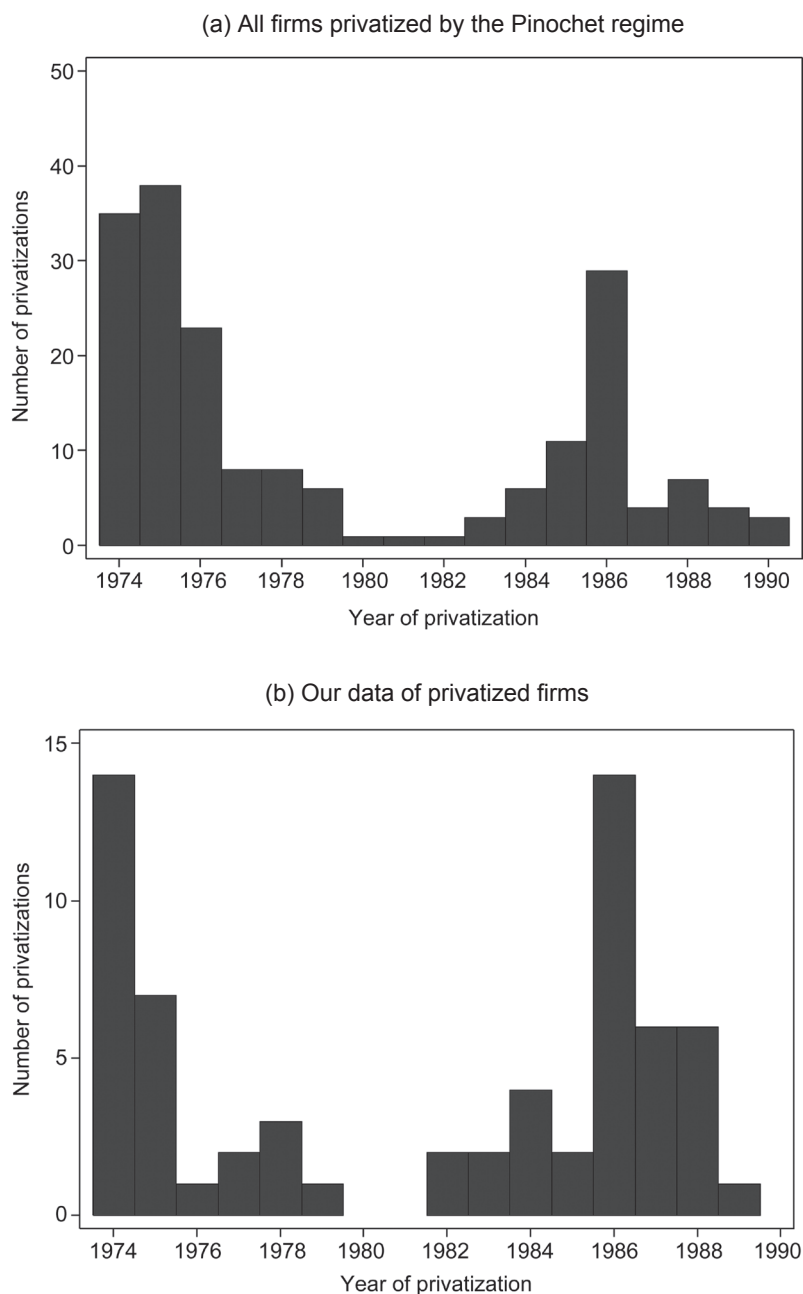 (a) All firms privatized by the Pinochet regime
50
40
30
20
10
0
Number of privatizations
1974 1976 1978 1980 1982 1984 1986 1988 1990
Year of privatization
(b) Our data of privatized firms
15
10
5
0
Number of privatizations
1974 1976 1978 1980 1982 1984 1986 1988 1990
Year of privatization